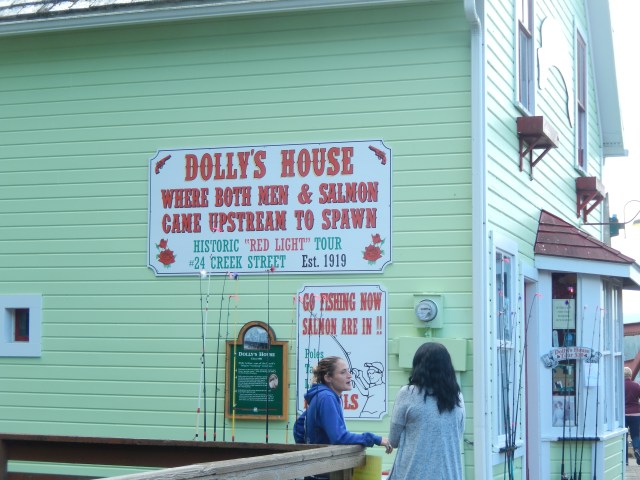 DOLLY'S HOUSE
WHERE BOTH MEN & SALMON
CAME UPSTREAM TO SPAWN
HISTORIC "RED LIGHT" TOUR
#24 CREEK STREET Est. 1919
GO FISHING NOW
SALMON ARE IN !!
Poles
DOLLY'S HOUSE